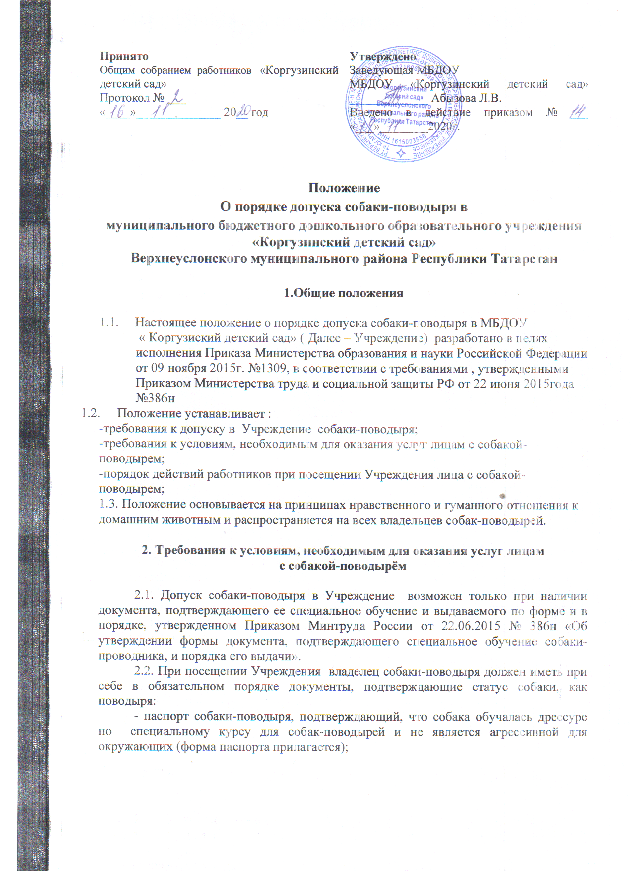 Принято
Общим собранием работников «Коргузинский
детский сад»
Протокол № 2
« 16 » 11 2020 год
Утверждено
Заведующая МБДОУ
МБДОУ «Коргузинский детский сад»
Абызова Л.В.
Введено в действие приказом № 14
11 2020г.
Положение
О порядке допуска собаки-поводыря в
муниципального бюджетного дошкольного образовательного учреждения
«Коргузинский детский сад»
Верхнеуслонского муниципального района Республики Татарстан
1.Общие положения
1.1. Настоящее положение о порядке допуска собаки-поводыря в МБДОУ
« Коргузиский детский сад» ( Далее – Учреждение) разработано в целях
исполнения Приказа Министерства образования и науки Российской Федерации
от 09 ноября 2015г. №1309, в соответствии с требованиями , утвержденными
Приказом Министерства труда и социальной защиты РФ от 22 июня 2015года
№386н
1.2. Положение устанавливает :
-требования к допуску в Учреждение собаки-поводыря;
-требования к условиям, необходимым для оказания услуг лицам с собакой-
поводырем;
-порядок действий работников при посещении Учреждения лица с собакой-
поводырем;
1.3. Положение основывается на принципах нравственного и гуманного отношения к
домашним животным и распространяется на всех владельцев собак-поводырей.
2. Требования к условиям, необходимым для оказания услуг лицам
с собакой-поводырём
2.1. Допуск собаки-поводыря в Учреждение возможен только при наличии
документа, подтверждающего ее специальное обучение и выдаваемого по форме и в
порядке, утвержденном Приказом Минтруда России от 22.06.2015 № 386н «Об
утверждении формы документа, подтверждающего специальное обучение собаки-
проводника, и порядка его выдачи».
2.2. При посещении Учреждения владелец собаки-поводыря должен иметь при
себе в обязательном порядке документы, подтверждающие статус собаки, как
поводыря:
- паспорт собаки-поводыря, подтверждающий, что собака обучалась дрессуре
по специальному курсу для собак-поводырей и не является агрессивной для
окружающих (форма паспорта прилагается);